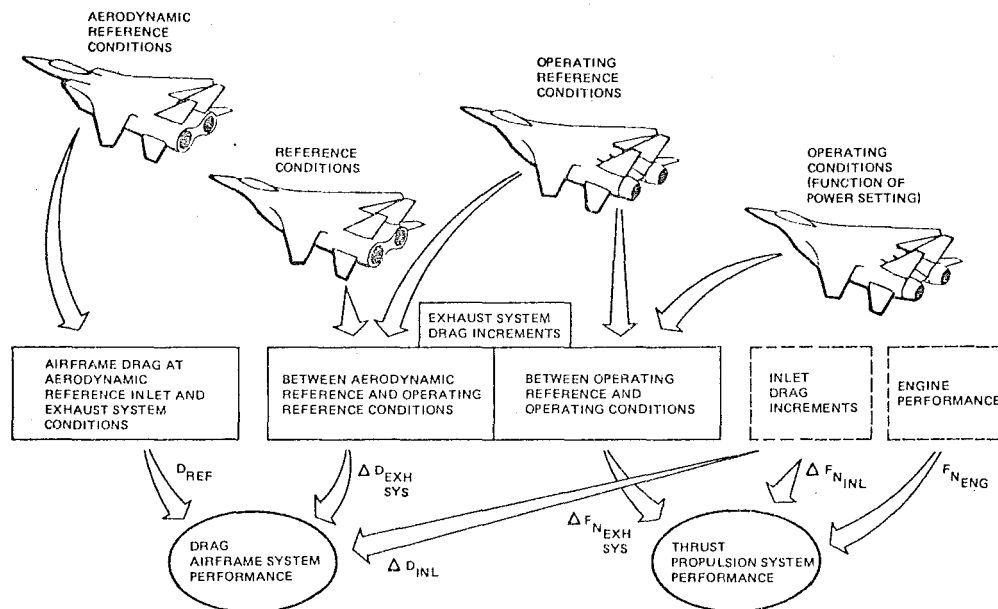 AERODYNAMIC
REFERENCE
CONDITIONS
OPERATING
REFERENCE
CONDITIONS
REFERENCE
CONDITIONS
OPERATING
CONDITIONS
(FUNCTION OF
POWER SETTING)
EXHAUST SYSTEM
DRAG INCREMENTS
AIRFRAME DRAG AT
AERODYNAMIC
REFERENCE INLET AND
EXHAUST SYSTEM
CONDITIONS
BETWEEN AERODYNAMIC
REFERENCE AND OPERATING
REFERENCE CONDITIONS
BETWEEN OPERATING
REFERENCE AND
OPERATING CONDITIONS
INLET
DRAG
INCREMENTS
ENGINE
PERFORMANCE
D REF
Δ D EXH
SYS
Δ F N INL
F N ENG
Δ F N EXH
SYS
Δ D INL
DRAG
AIRFRAME SYSTEM
PERFORMANCE
THRUST
PROPULSION SYSTEM
PERFORMANCE